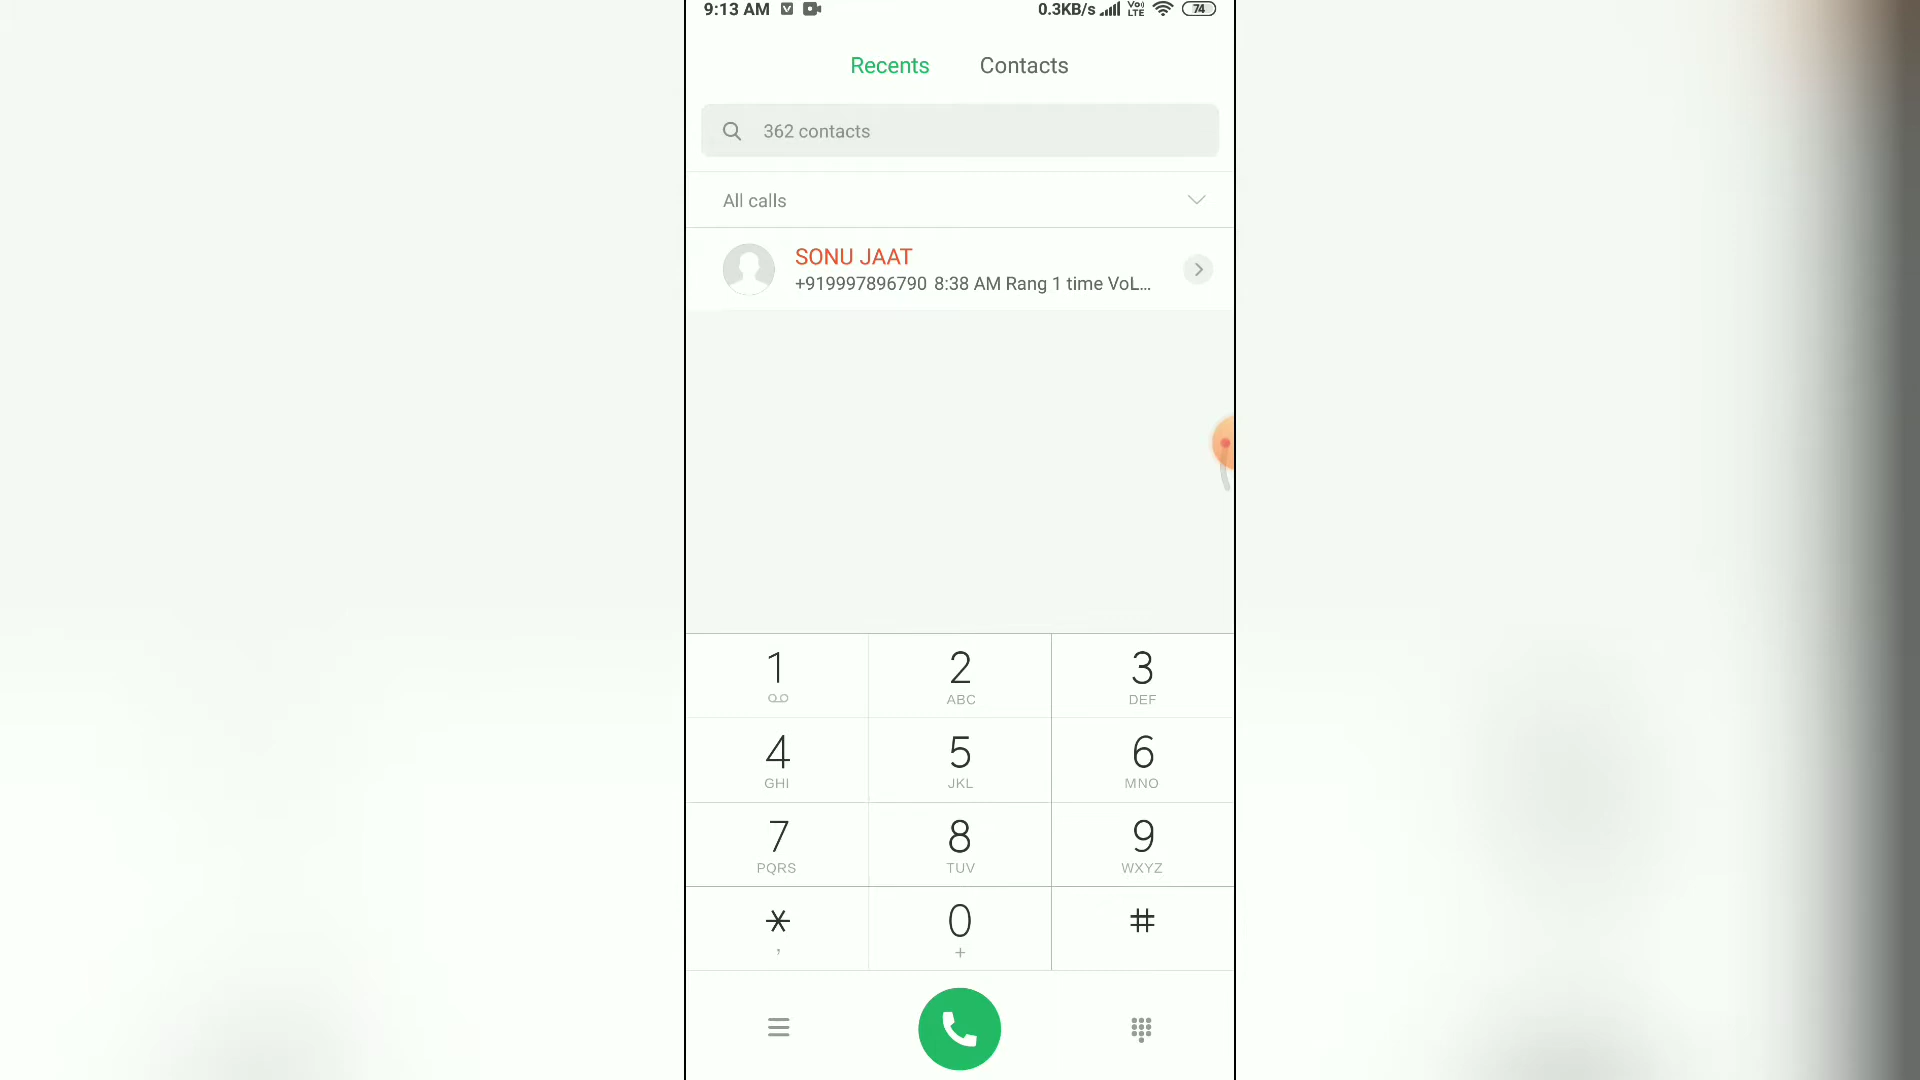 9:13 AM
0.3KB/s Vo) LTE 74
Recents Contacts
362 contacts
All calls
SONU JAAT
+919997896790 8:38 AM Rang 1 time VoL...
1 2 3
ABC DEF
4 5 6
GHI JKL MNO
7 8 9
PQRS TUV WXYZ
* 0 #
, +